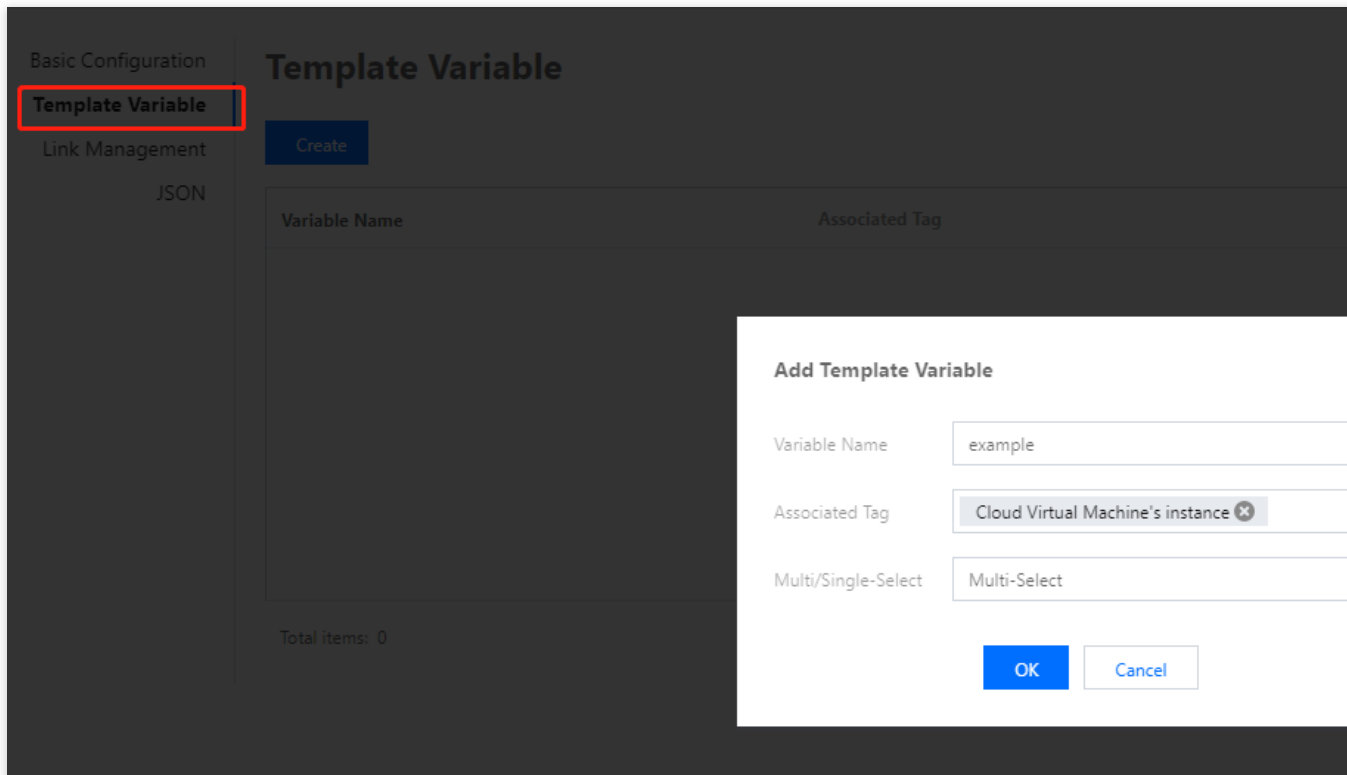 Basic Configuration
Template Variable
Link Management
JSON
Template Variable
Create
Variable Name Associated Tag
Total items: 0
Add Template Variable
Variable Name example
Associated Tag Cloud Virtual Machine's instance
Multi/Single-Select Multi-Select
OK Cancel